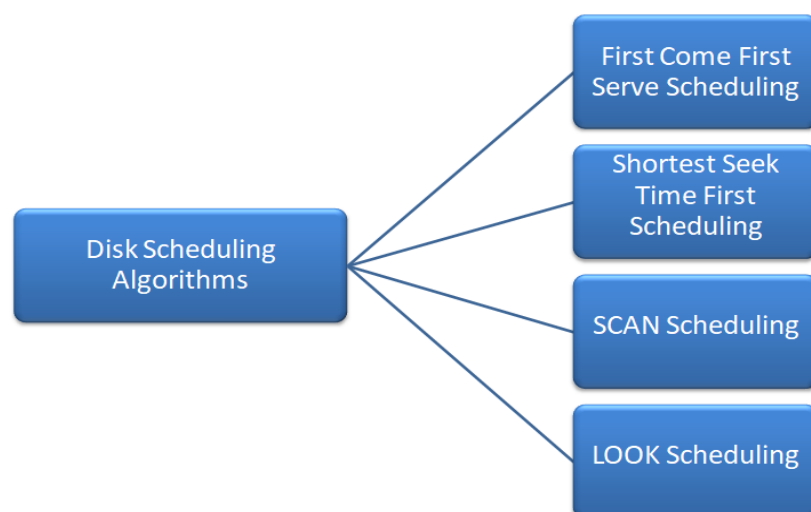 First Come First
Serve Scheduling
Shortest Seek
Time First
Scheduling
Disk Scheduling
Algorithms
SCAN Scheduling
LOOK Scheduling